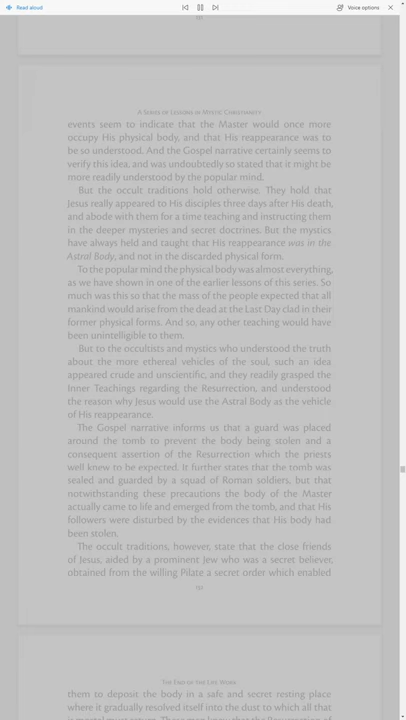 Read aloud
Voice options
A Series of Lessons in Mystic Christianity
events seem to indicate that the Master would once more
occupy His physical body, and that His reappearance was to
be so understood. And the Gospel narrative certainly seems to
verify this idea, and was undoubtedly so stated that it might be
more readily understood by the popular mind.
But the occult traditions hold otherwise. They hold that
Jesus really appeared to His disciples three days after His death,
and abode with them for a time teaching and instructing them
in the deeper mysteries and secret doctrines. But the mystics
have always held and taught that His reappearance was in the
Astral Body, and not in the discarded physical form.
To the popular mind the physical body was almost everything,
as we have shown in one of the earlier lessons of this series. So
much was this so that the mass of the people expected that all
mankind would arise from the dead at the Last Day clad in their
former physical forms. And so, any other teaching would have
been unintelligible to them.
But to the occultists and mystics who understood the truth
about the more ethereal vehicles of the soul, such an idea
appeared crude and unscientific, and they readily grasped the
Inner Teachings regarding the Resurrection, and understood
the reason why Jesus would use the Astral Body as the vehicle
of His reappearance.
The Gospel narrative informs us that a guard was placed
around the tomb to prevent the body being stolen and a
consequent assertion of the Resurrection which the priests
well knew to be expected. It further states that the tomb was
sealed and guarded by a squad of Roman soldiers, but that
notwithstanding these precautions the body of the Master
actually came to life and emerged from the tomb, and that His
followers were disturbed by the evidences that His body had
been stolen.
The occult traditions, however, state that the close friends
of Jesus, aided by a prominent Jew who was a secret believer,
obtained from the willing Pilate a secret order which enabled
The End of the Life Work
them to deposit the body in a safe and secret resting place
where it gradually resolved itself into the dust to which all that